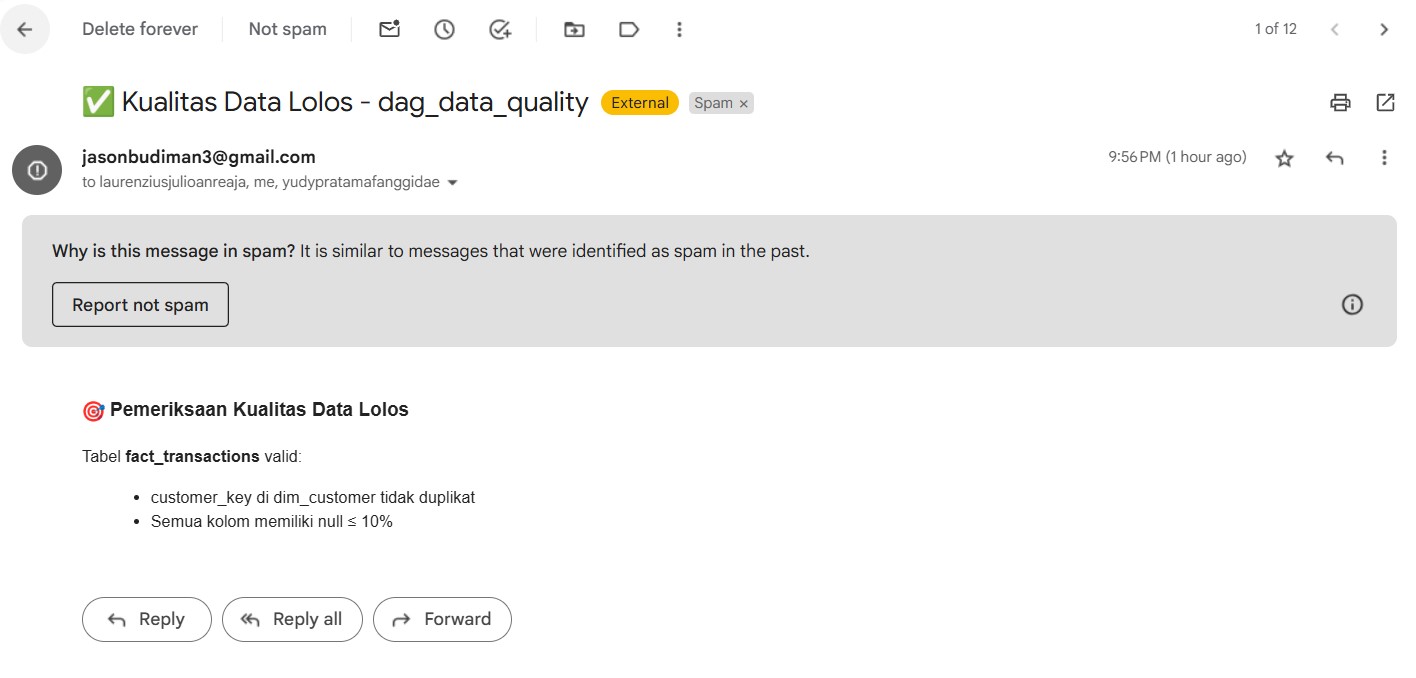 Delete forever Not spam 1 of 12
✅ Kualitas Data Lolos - dag_data_quality External Spam ×
jasonbudiman3@gmail.com 9:56 PM (1 hour ago)
to laurenziusjulioanreaja, me, yudypratamafanggidae
Why is this message in spam? It is similar to messages that were identified as spam in the past.
Report not spam
🎯 Pemeriksaan Kualitas Data Lolos
Tabel fact_transactions valid:
• customer_key di dim_customer tidak duplikat
• Semua kolom memiliki null ≤ 10%
Reply Reply all Forward